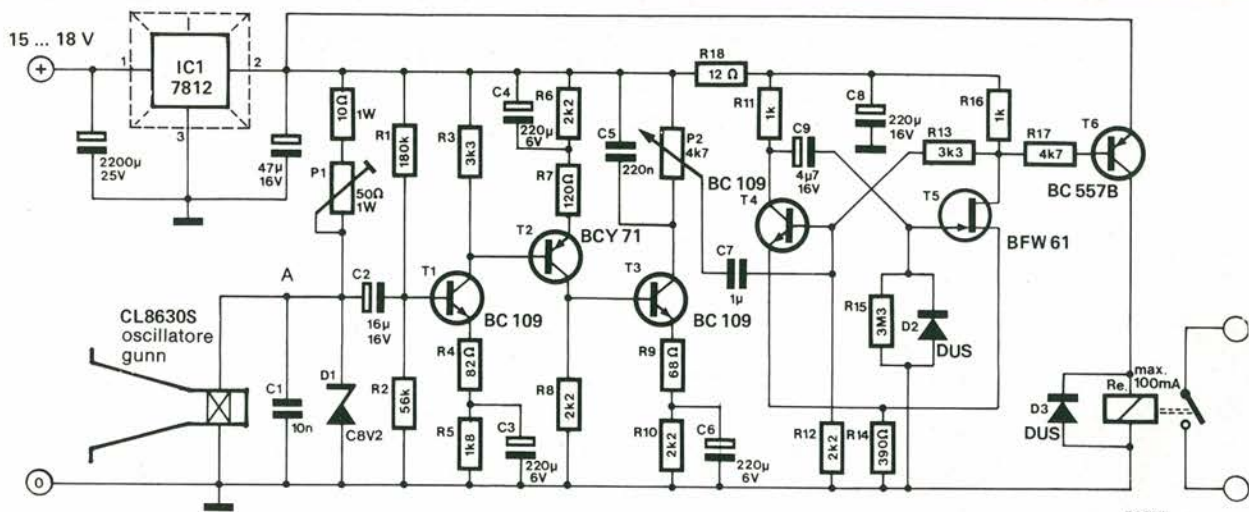 15 ... 18 V
+
1
IC1
7812
2
3
2200µ
25V
47µ
16V
10Ω
1W
P1
50Ω
1W
R1
180k
R3
3k3
C4
220µ
6V
R6
2k2
R7
120Ω
C5
220n
P2
4k7
R18
12 Ω
R11
1k
C9
4µ7
16V
C8
220µ
16V
R13
3k3
R16
1k
R17
4k7
T6
BC 557B
BC 109
T4
T5
BFW 61
T2
BCY 71
T3
C7
1µ
A
C2
16µ
16V
T1
BC 109
BC 109
CL8630S
oscillatore
gunn
C1
10n
D1
C8V2
R2
56k
R4
82Ω
R5
1k8
C3
220µ
6V
R8
2k2
R9
68Ω
R10
2k2
C6
220µ
6V
R15
3M3
D2
DUS
R12
2k2
R14
390Ω
D3
DUS
Re.
max.
100mA
0